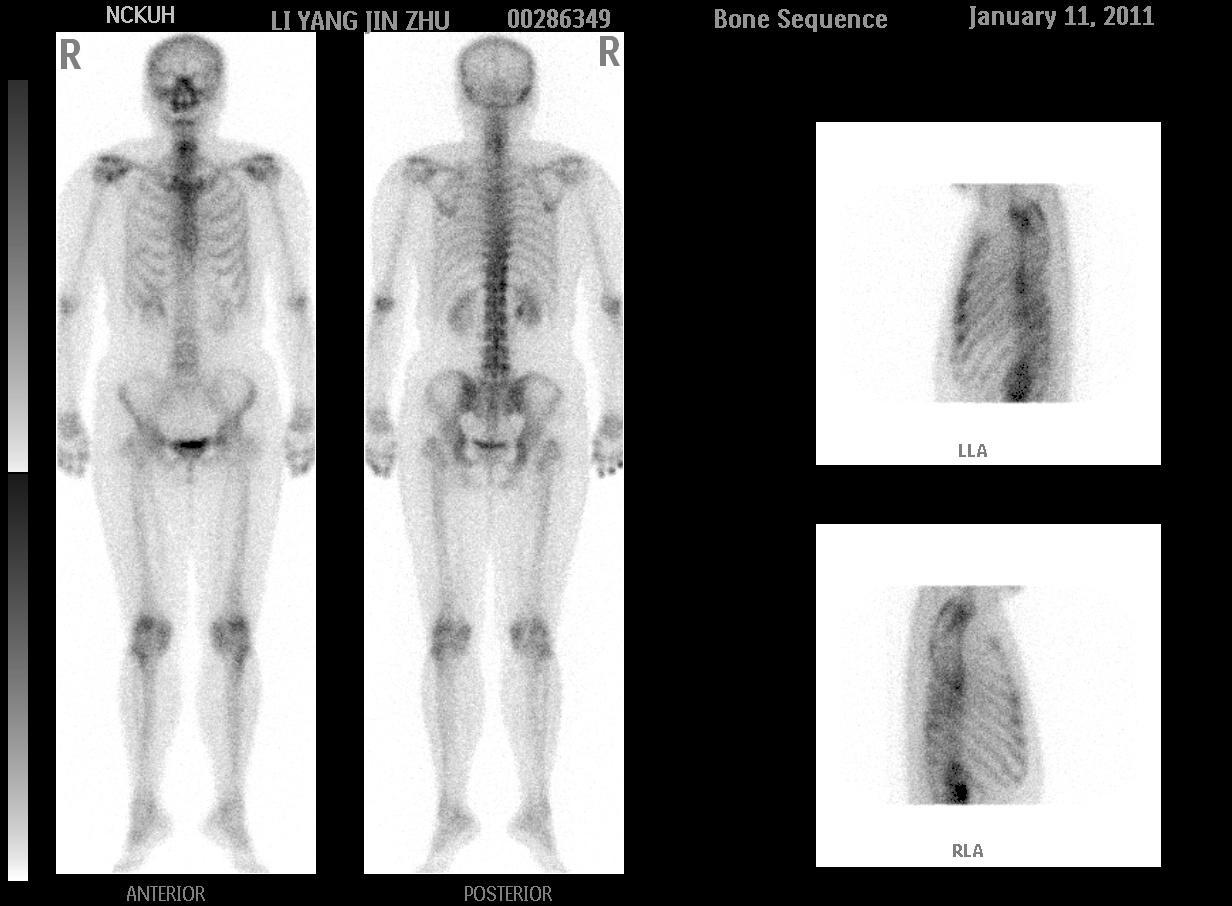 NCKUH LI YANG JIN ZHU 00286349 Bone Sequence January 11, 2011
R R
LLA
RLA
ANTERIOR POSTERIOR